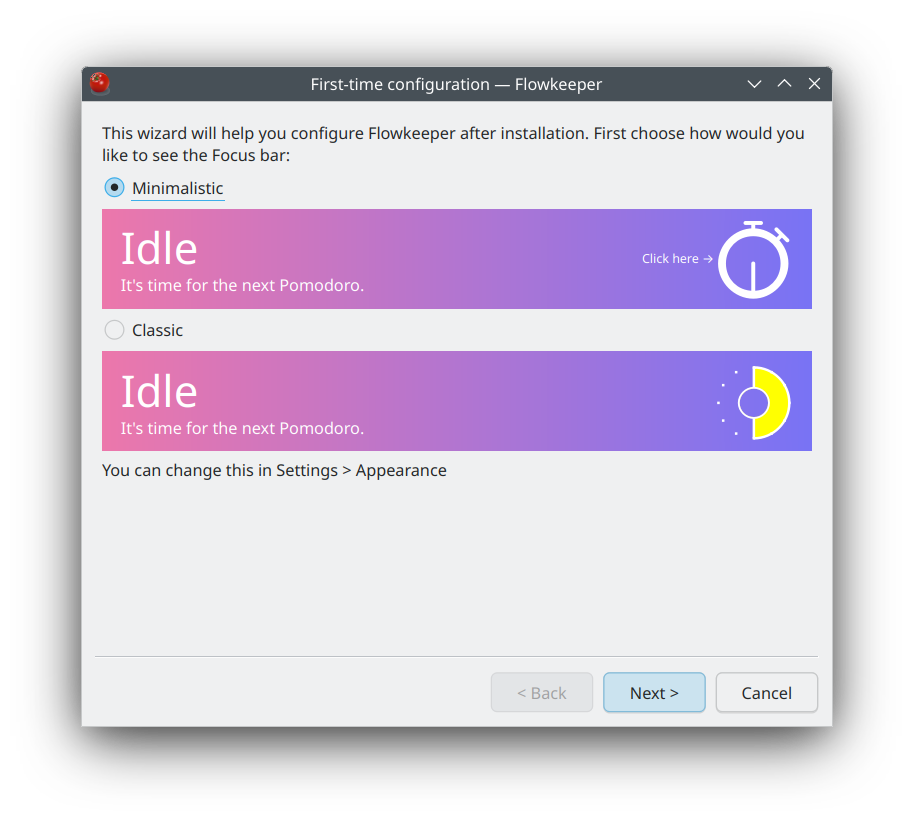 First-time configuration — Flowkeeper
This wizard will help you configure Flowkeeper after installation. First choose how would you
like to see the Focus bar:
Minimalistic
Idle
It's time for the next Pomodoro.
Click here →
Classic
Idle
It's time for the next Pomodoro.
You can change this in Settings > Appearance
< Back
Next >
Cancel